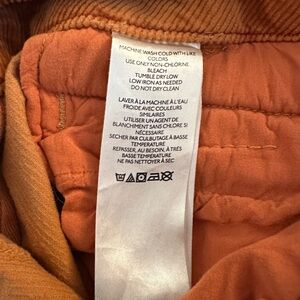 MACHINE WASH COLD WITH LIKE
COLORS
USE ONLY NON-CHLORINE
BLEACH
TUMBLE DRY LOW
LOW IRON AS NEEDED
DO NOT DRY CLEAN
LAVER À LA MACHINE À L'EAU
FROIDE AVEC COULEURS
SIMILAIRES
UTILISER UN AGENT DE
BLANCHIMENT SANS CHLORE SI
NÉCESSAIRE
SÉCHER PAR CULBUTAGE À BASSE
TEMPÉRATURE
REPASSER, AU BESOIN, À TRÈS
BASSE TEMPÉRATURE
NE PAS NETTOYER À SEC